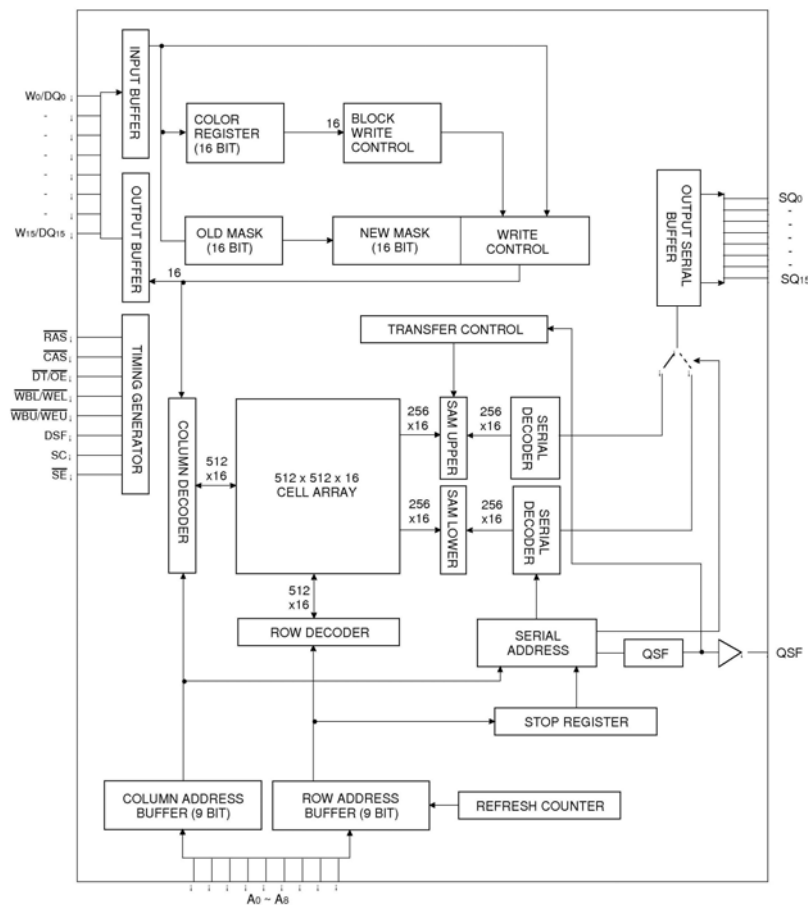 INPUT BUFFER
W0/DQ0
COLOR
REGISTER
(16 BIT)
16
BLOCK
WRITE
CONTROL
OUTPUT BUFFER
OUTPUT SERIAL
BUFFER
SQ0
W15/DQ15
OLD MASK
(16 BIT)
NEW MASK
(16 BIT)
WRITE
CONTROL
SQ15
16
TIMING GENERATOR
RAS
CAS
DT/OE
WBL/WEL
WBU/WEU
DSF
SC
SE
TRANSFER CONTROL
COLUMN DECODER
512
x16
512 x 512 x 16
CELL ARRAY
256
x16
SAM UPPER
256
x16
SERIAL
DECODER
256
x16
SAM LOWER
256
x16
SERIAL
DECODER
512
x16
ROW DECODER
SERIAL
ADDRESS
QSF
QSF
STOP REGISTER
COLUMN ADDRESS
BUFFER (9 BIT)
ROW ADDRESS
BUFFER (9 BIT)
REFRESH COUNTER
A0 ~ A8